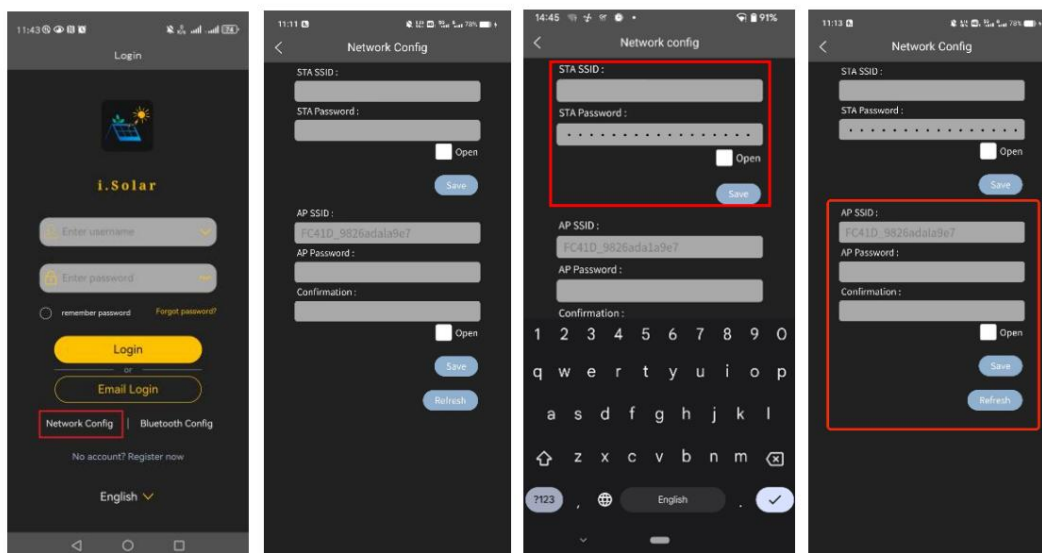 11:43
Login
i.Solar
Enter username
Enter password
remember password Forgot password?
Login
or
Email Login
Network Config | Bluetooth Config
No account? Register now
English
11:11 78%
Network Config
STA SSID :
STA Password :
Open
Save
AP SSID :
FC41D_9826adala9e7
AP Password :
Confirmation :
Open
Save
Refresh
14:45 91%
Network config
STA SSID :
STA Password :
Open
Save
AP SSID :
FC41D_9826ada1a9e7
AP Password :
Confirmation :
1 2 3 4 5 6 7 8 9 0
q w e r t y u i o p
a s d f g h j k l
z x c v b n m
?123 , English .
11:13 78%
Network Config
STA SSID :
STA Password :
Open
Save
AP SSID :
FC41D_9826adala9e7
AP Password :
Confirmation :
Open
Save
Refresh